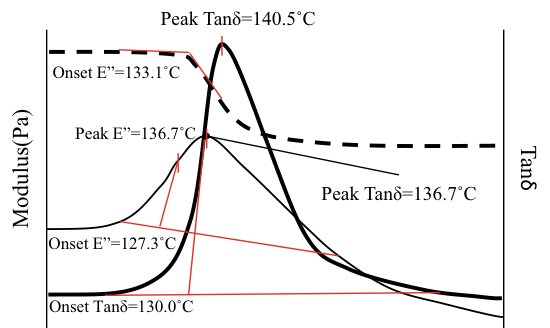 Peak Tanδ=140.5˚C
Onset E”=133.1˚C
Peak E”=136.7˚C
Peak Tanδ=136.7˚C
Onset E”=127.3˚C
Onset Tanδ=130.0˚C
Modulus(Pa)
Tanδ